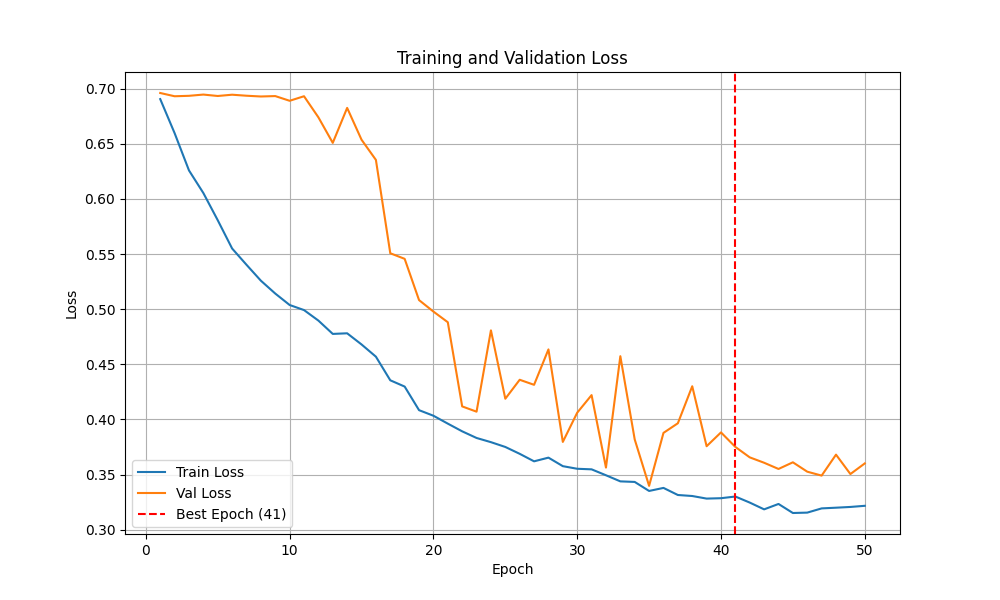 Training and Validation Loss
0.70
0.65
0.60
0.55
0.50
0.45
0.40
0.35
0.30
Loss
Train Loss
Val Loss
Best Epoch (41)
0 10 20 30 40 50
Epoch